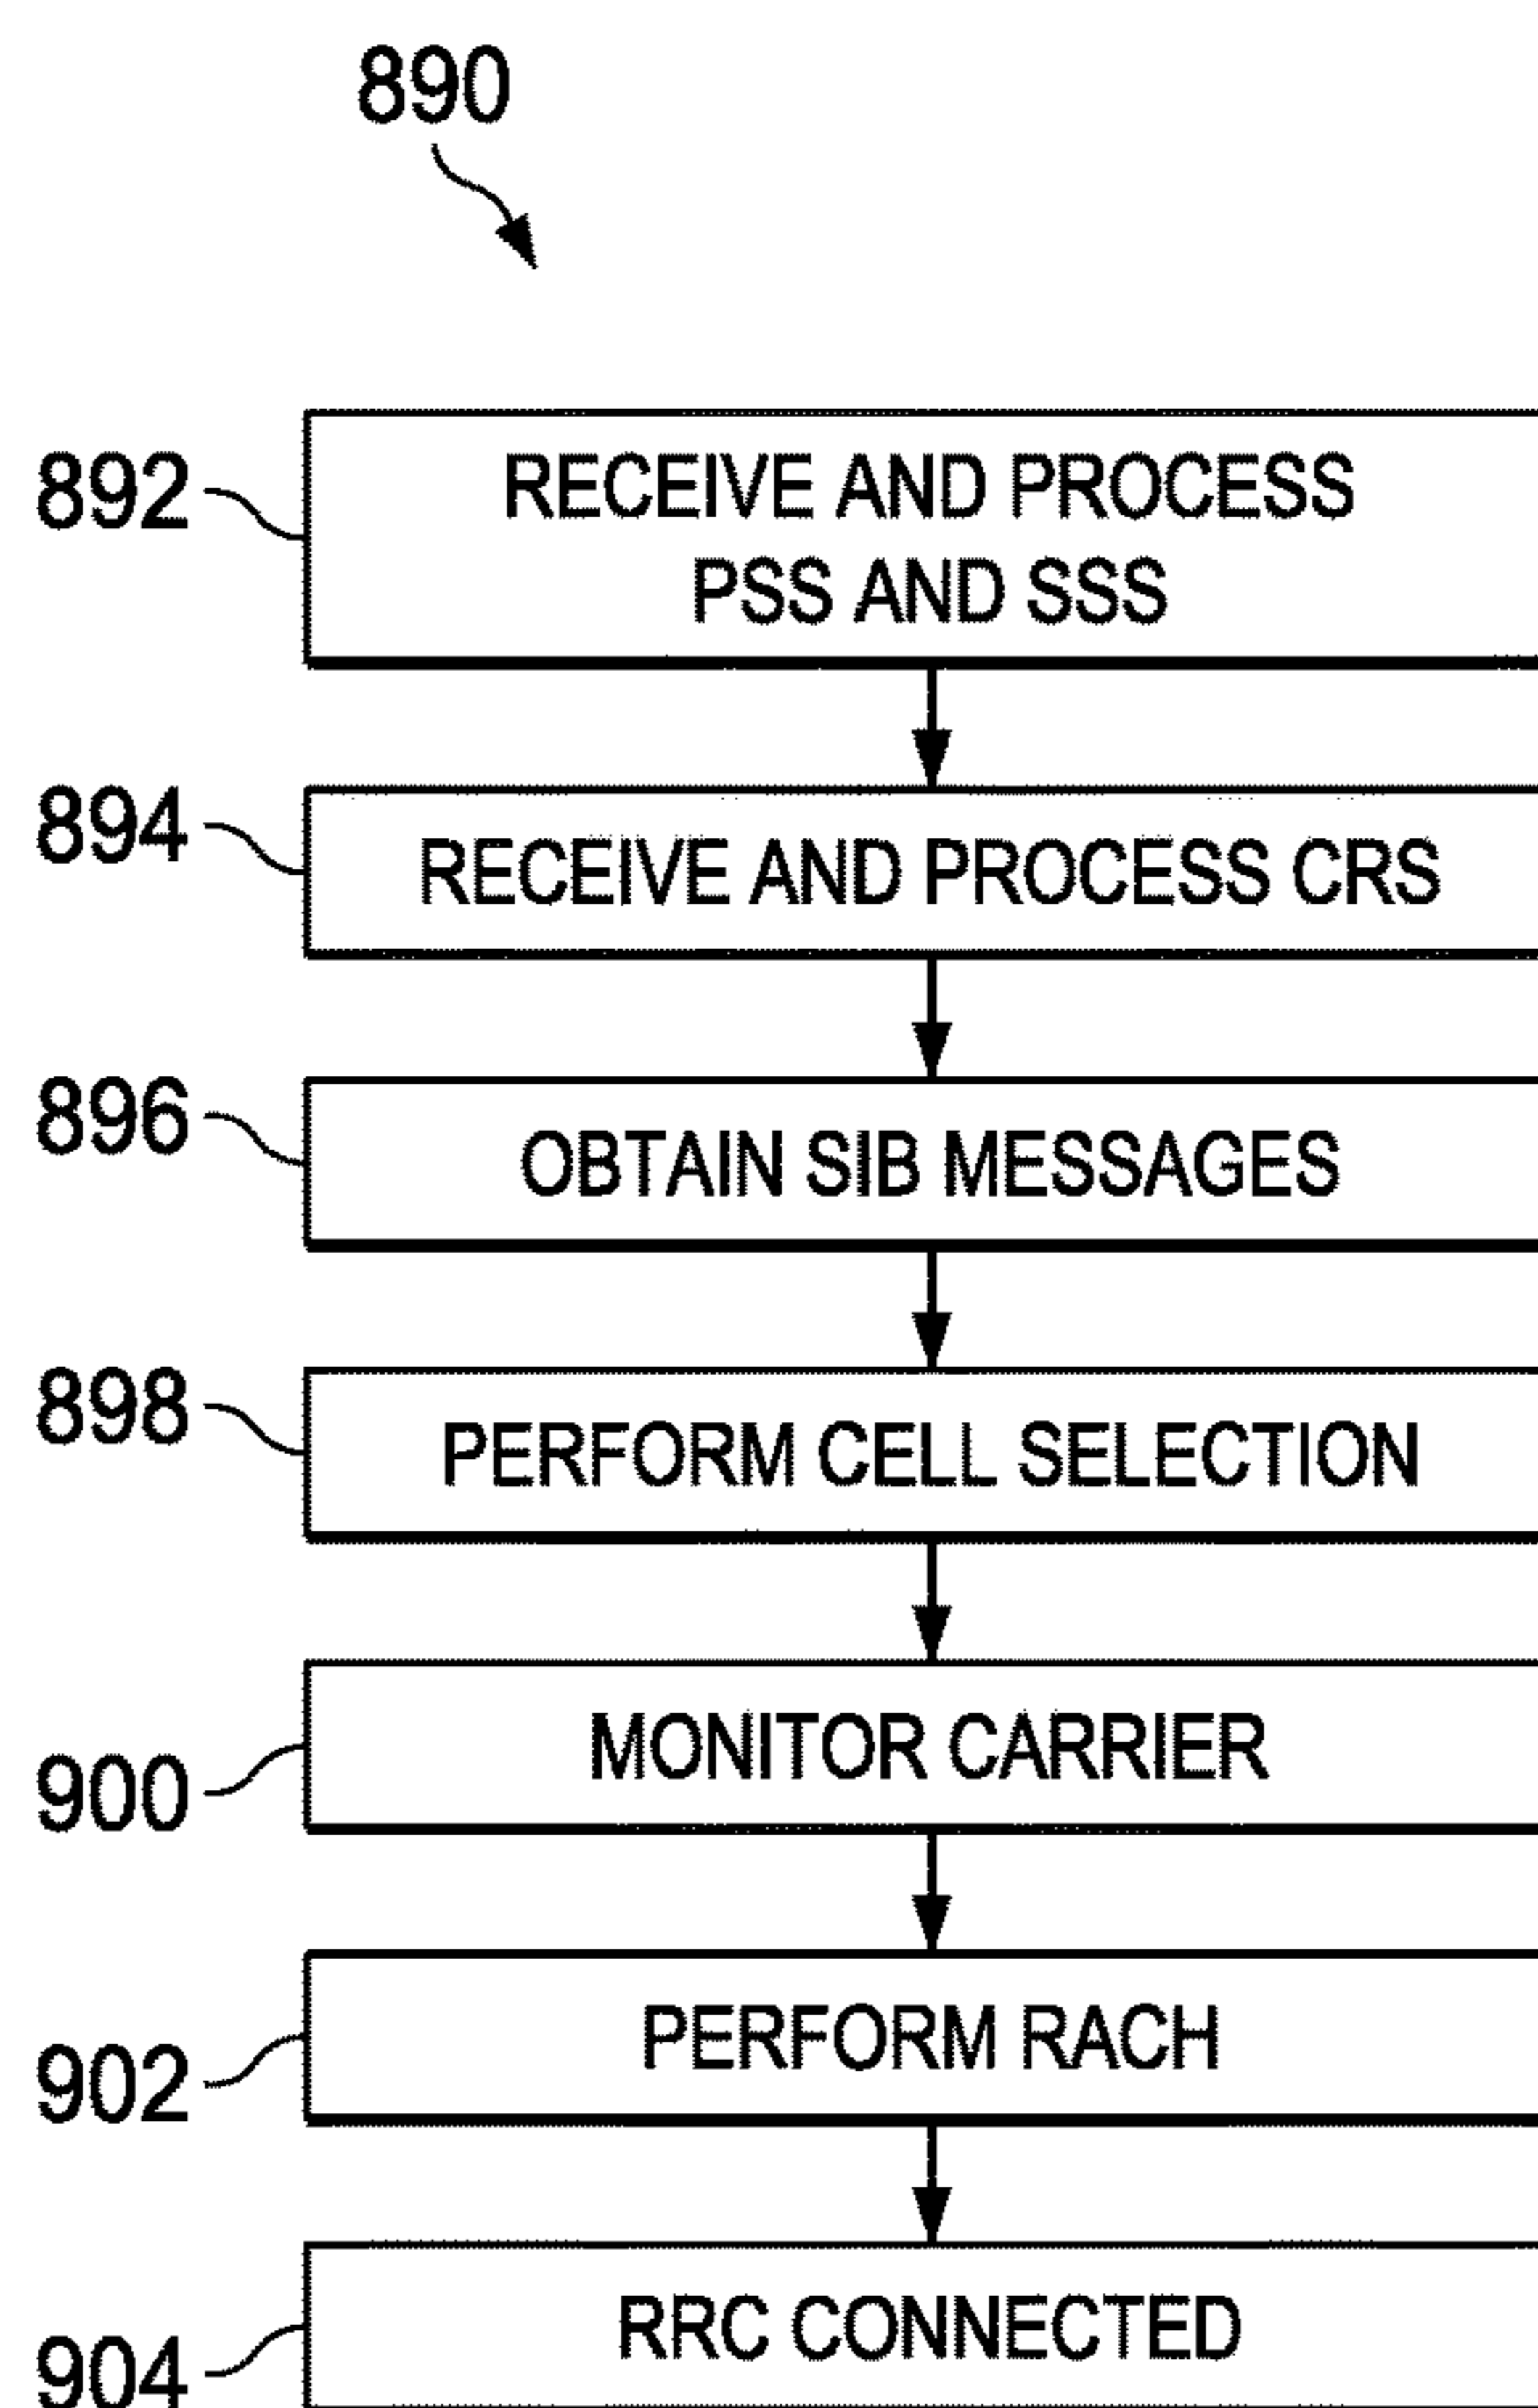 890
892
RECEIVE AND PROCESS
PSS AND SSS
894
RECEIVE AND PROCESS CRS
896
OBTAIN SIB MESSAGES
898
PERFORM CELL SELECTION
900
MONITOR CARRIER
902
PERFORM RACH
904
RRC CONNECTED